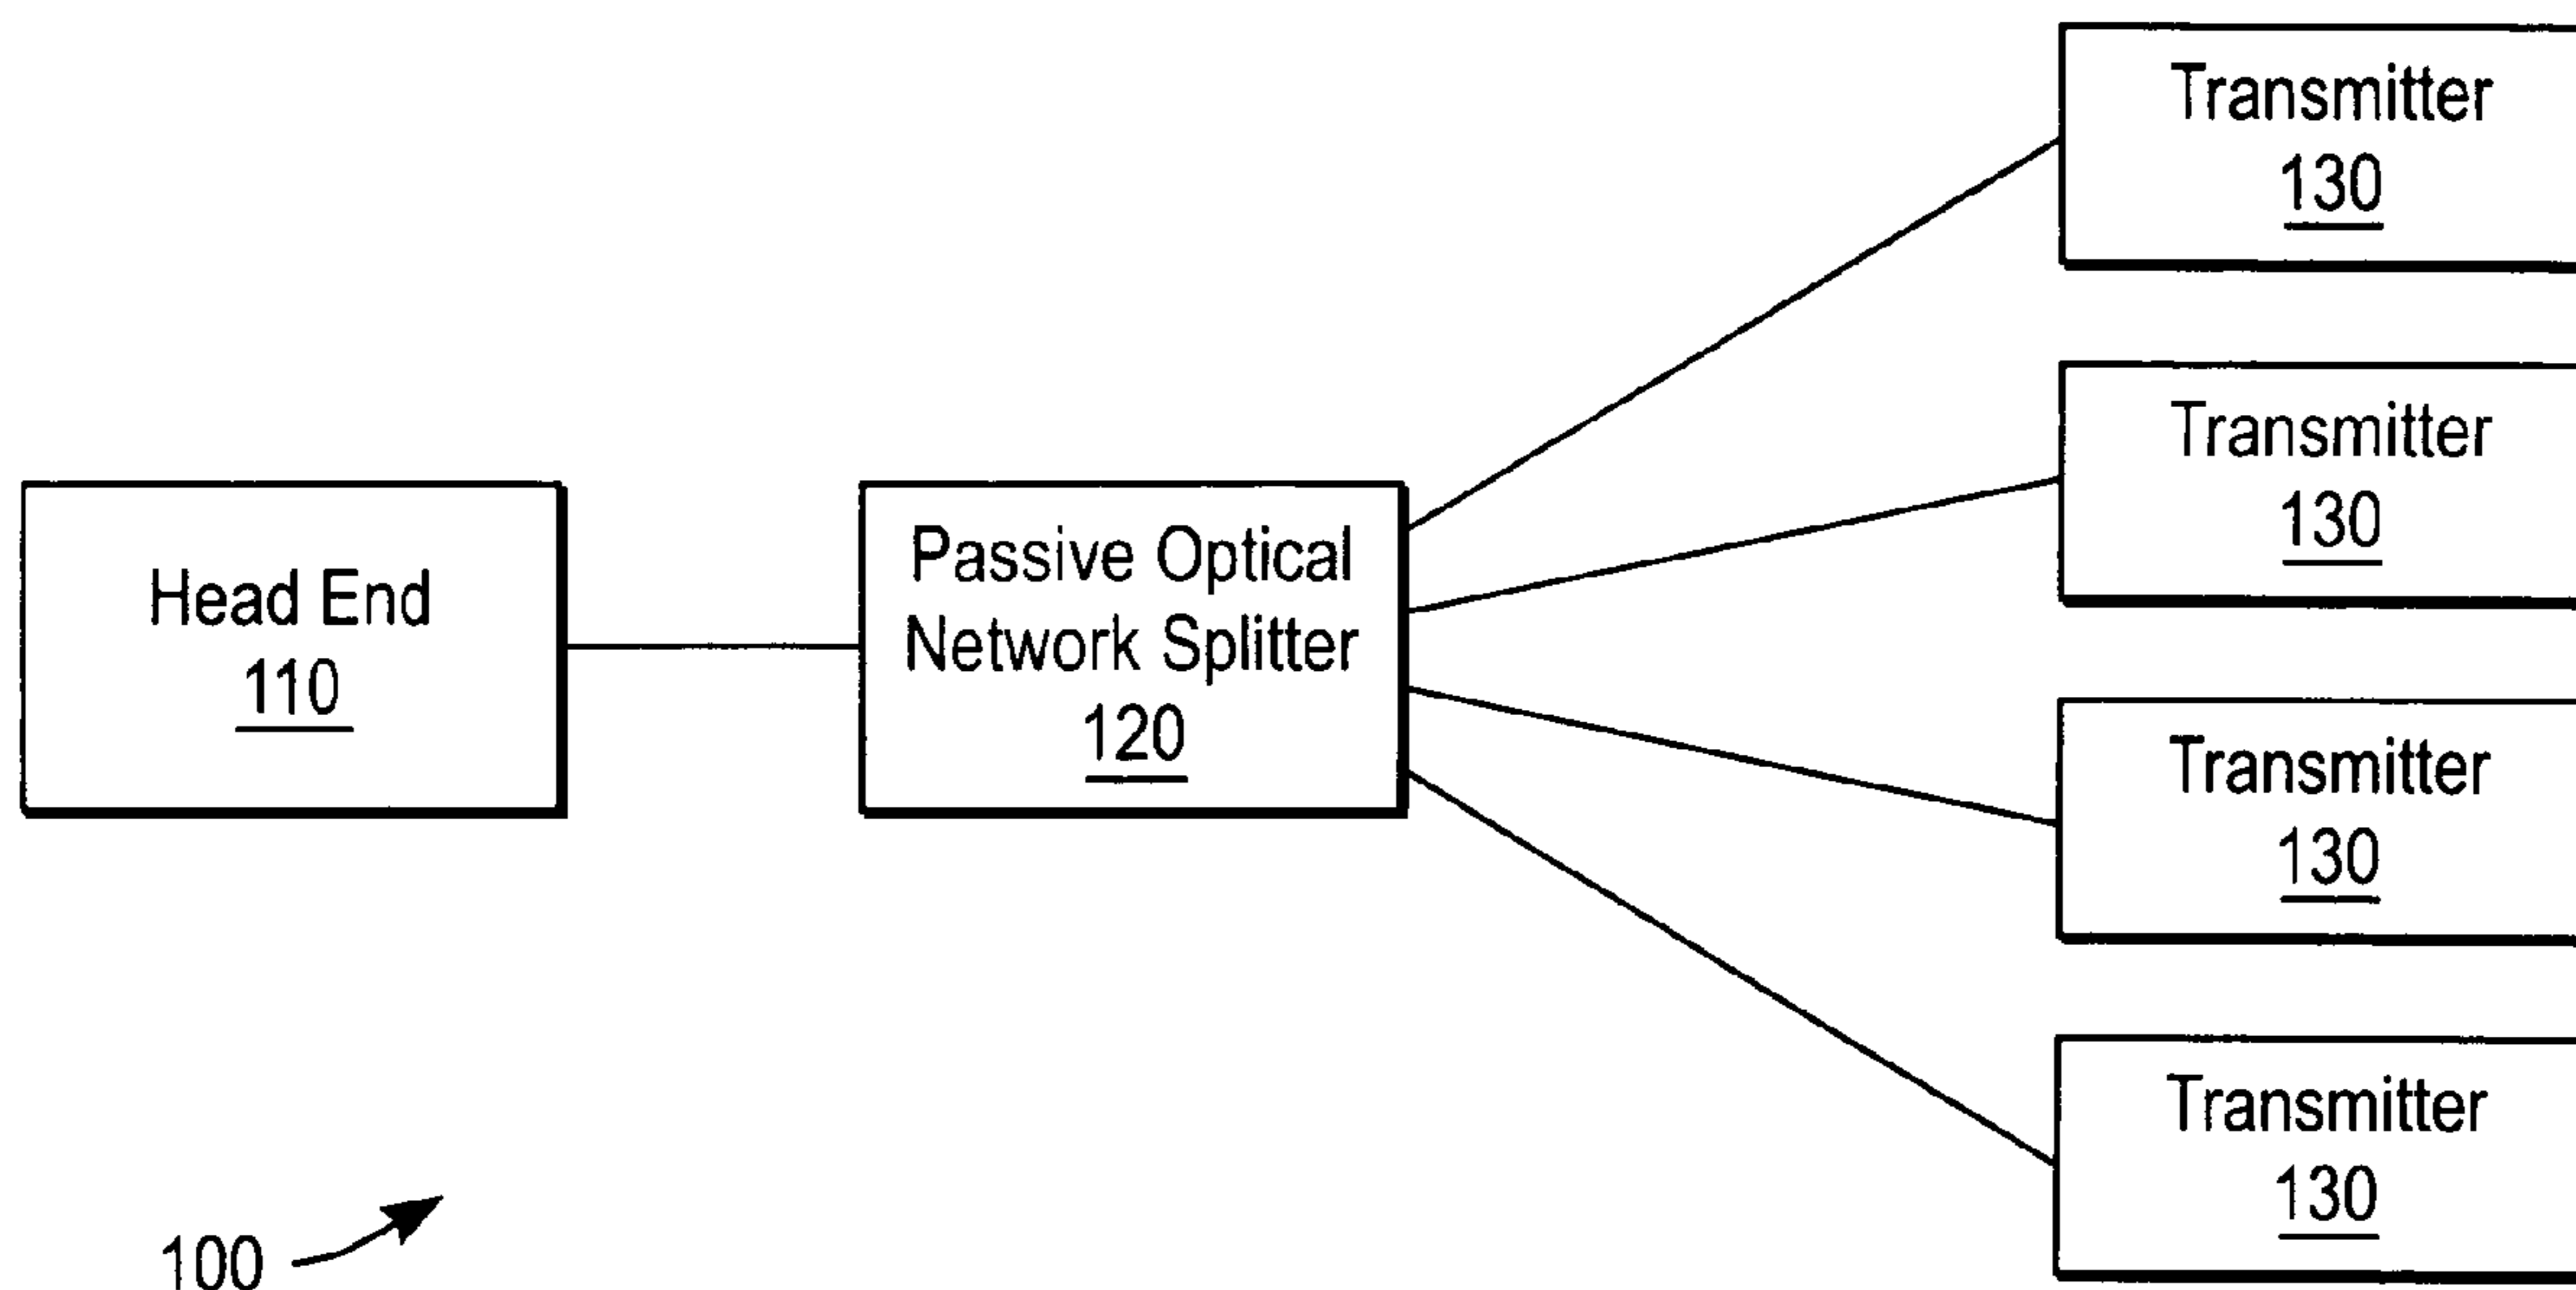 Head End
110
Passive Optical
Network Splitter
120
Transmitter
130
Transmitter
130
Transmitter
130
Transmitter
130
100